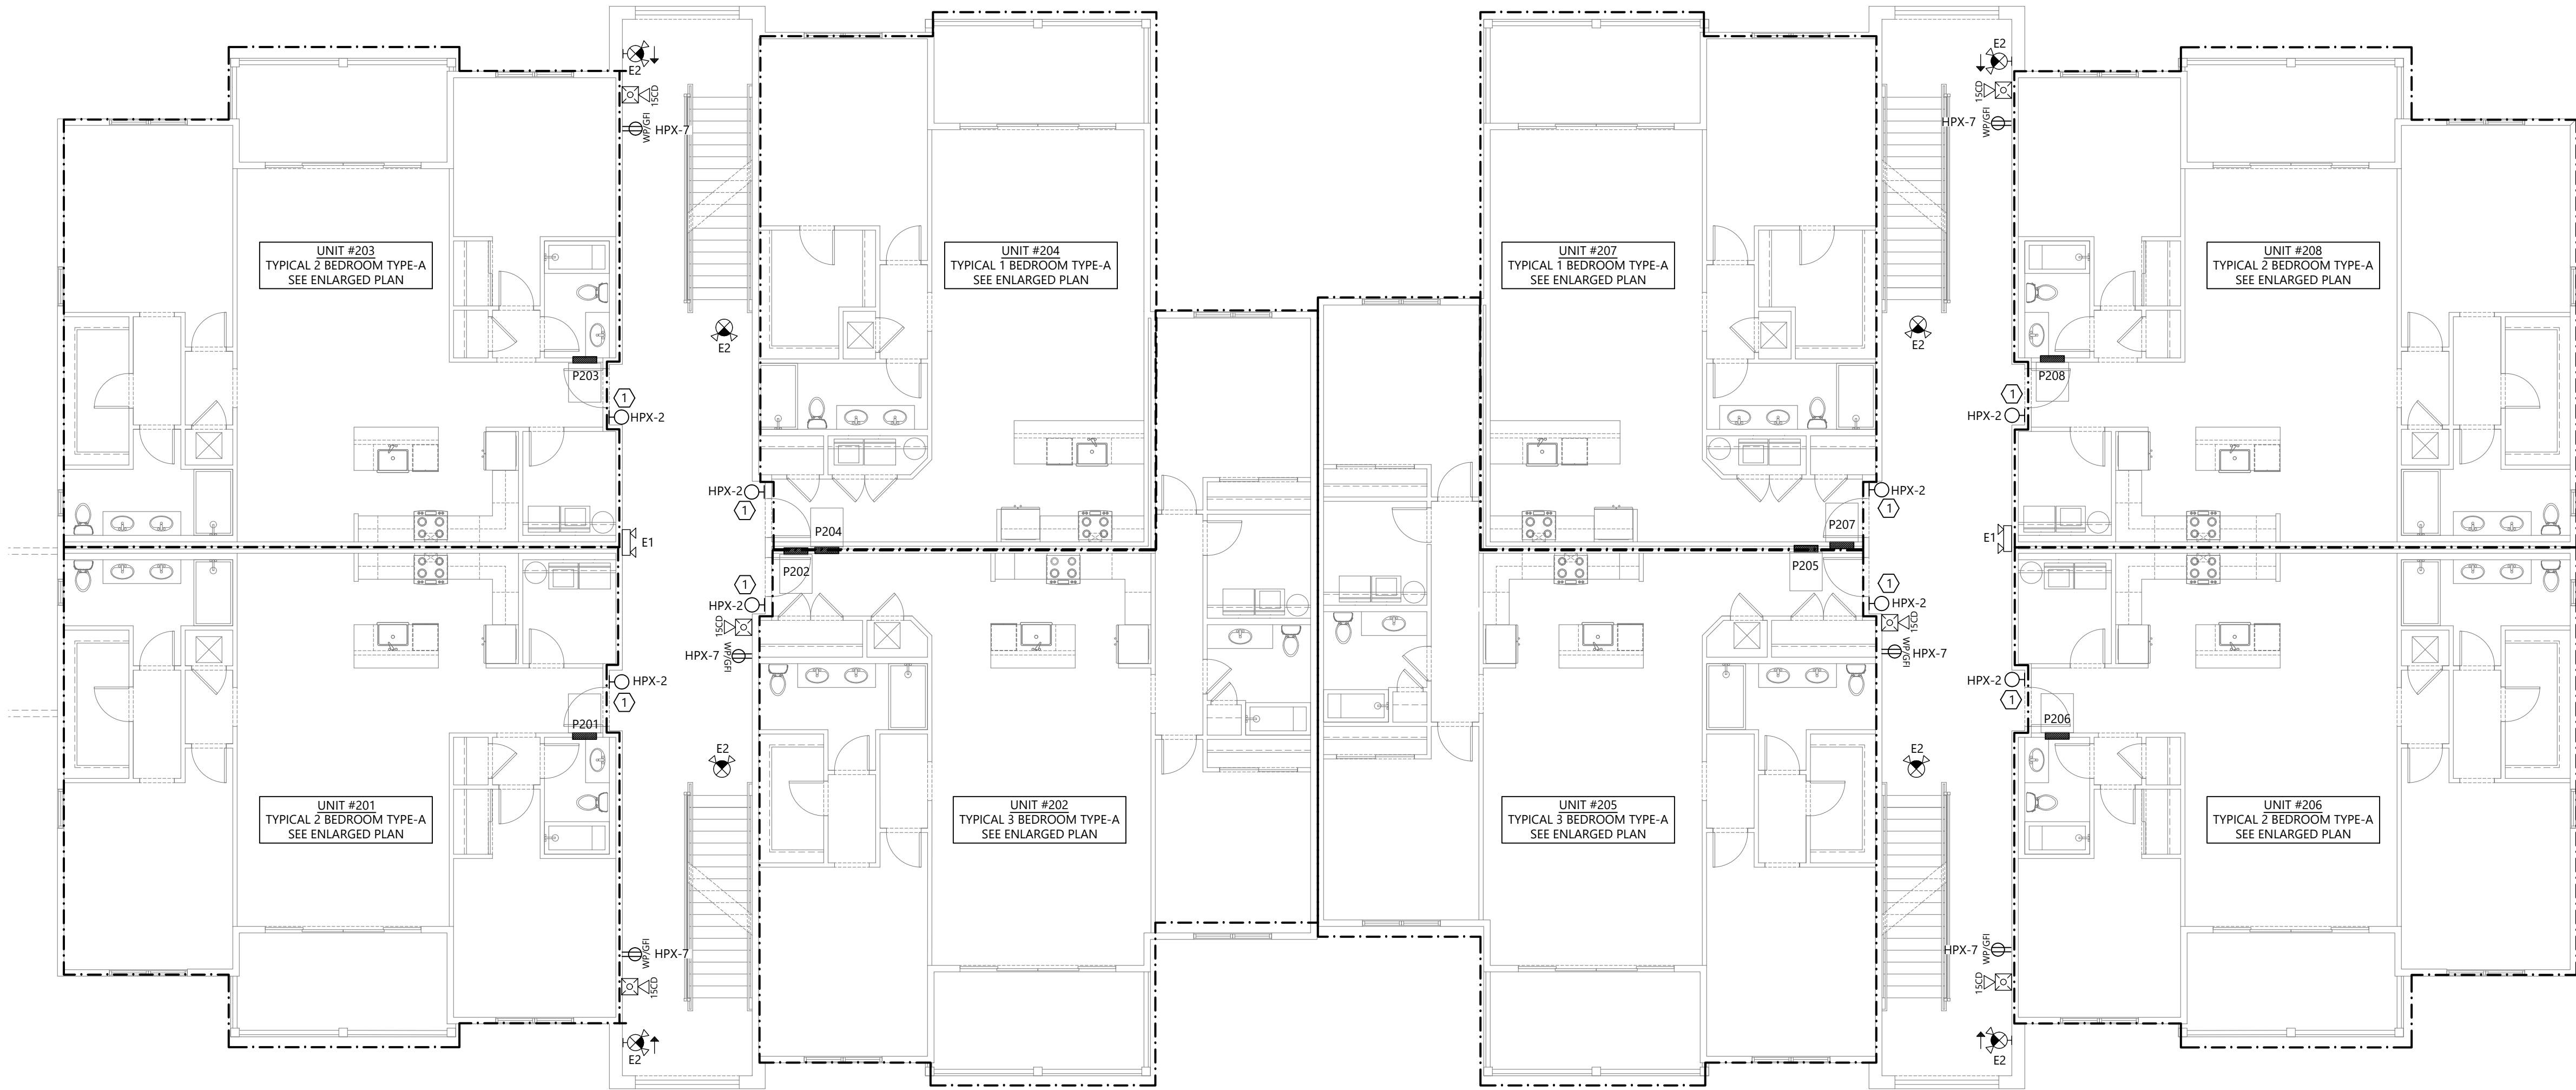 E2
15CD
WP/GFI
HPX-7
E2
UNIT #203
TYPICAL 2 BEDROOM TYPE-A
SEE ENLARGED PLAN
P203
1
HPX-2
E1
UNIT #204
TYPICAL 1 BEDROOM TYPE-A
SEE ENLARGED PLAN
HPX-2
1
P204
UNIT #207
TYPICAL 1 BEDROOM TYPE-A
SEE ENLARGED PLAN
P207
HPX-2
1
E2
E2
15CD
HPX-7
WP/GFI
UNIT #208
TYPICAL 2 BEDROOM TYPE-A
SEE ENLARGED PLAN
P208
1
HPX-2
E1
P202
1
HPX-2
15CD
HPX-7
WP/GFI
P205
1
HPX-2
15CD
WP/GFI
HPX-7
HPX-2
1
P201
E2
UNIT #201
TYPICAL 2 BEDROOM TYPE-A
SEE ENLARGED PLAN
WP/GFI
HPX-7
15CD
E2
UNIT #202
TYPICAL 3 BEDROOM TYPE-A
SEE ENLARGED PLAN
UNIT #205
TYPICAL 3 BEDROOM TYPE-A
SEE ENLARGED PLAN
E2
HPX-2
1
P206
UNIT #206
TYPICAL 2 BEDROOM TYPE-A
SEE ENLARGED PLAN
HPX-7
WP/GFI
15CD
E2